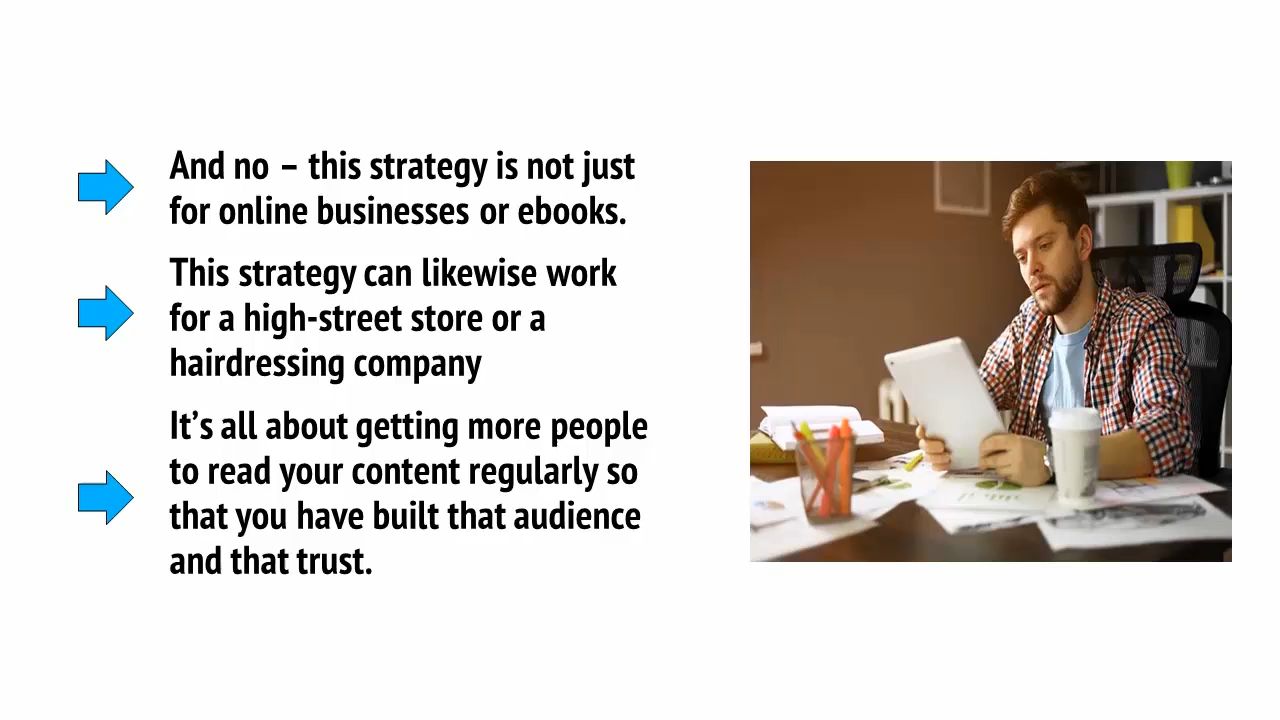 And no – this strategy is not just
for online businesses or ebooks.
This strategy can likewise work
for a high-street store or a
hairdressing company
It’s all about getting more people
to read your content regularly so
that you have built that audience
and that trust.